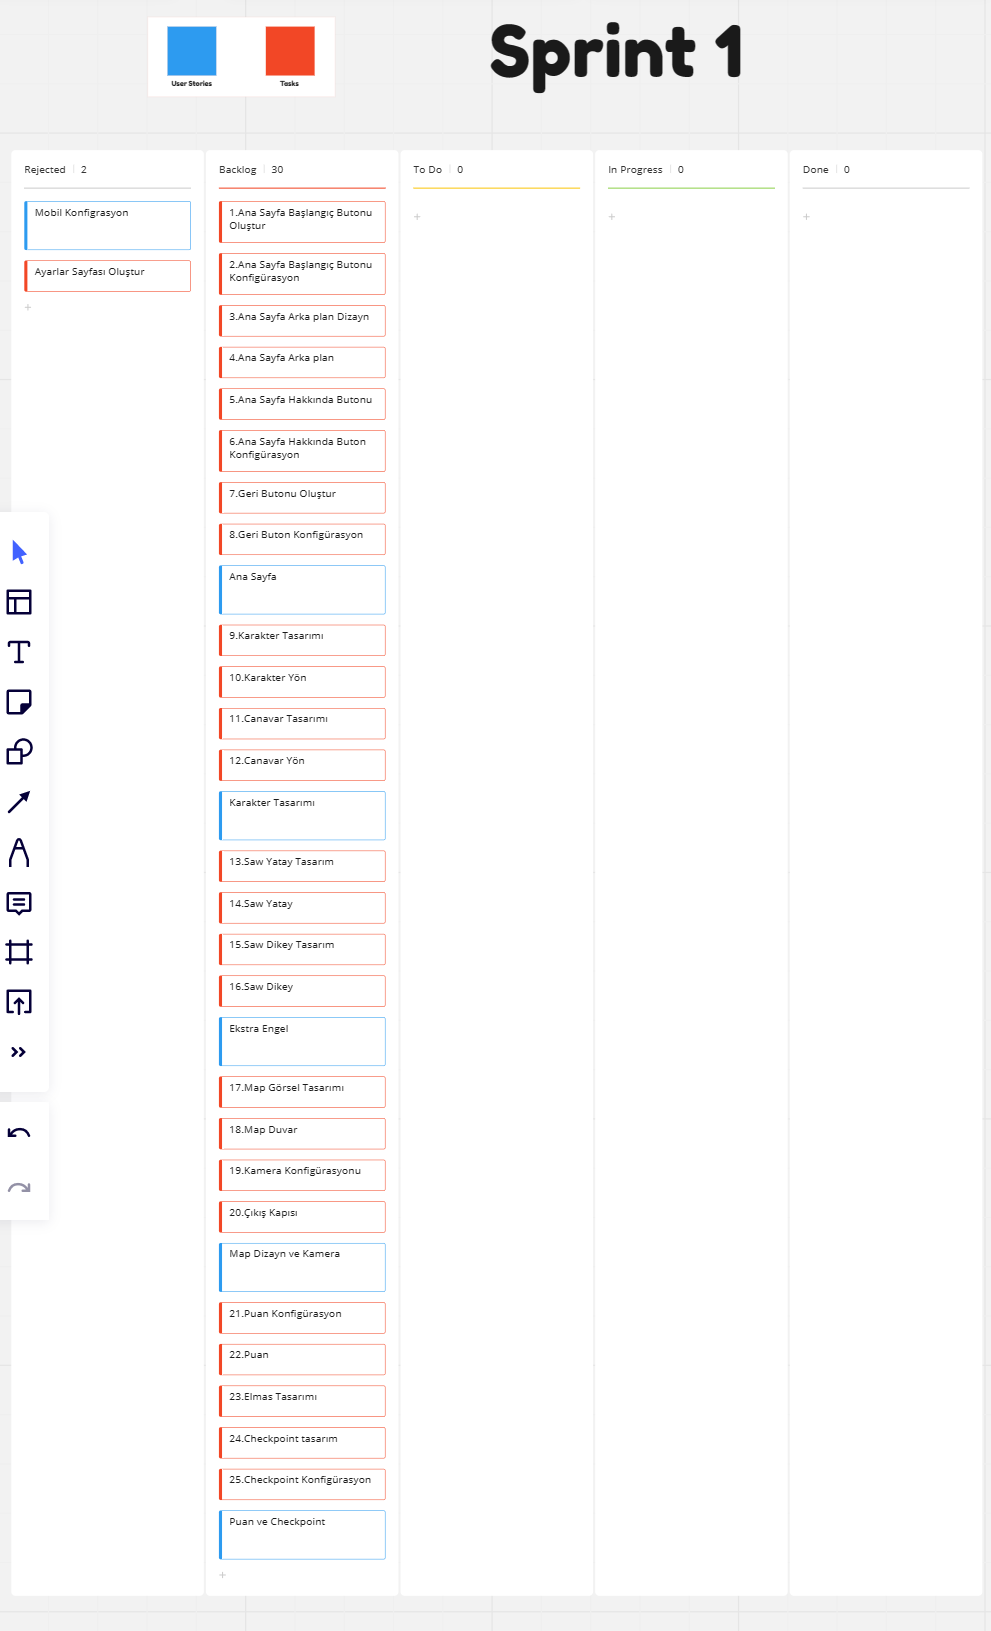 User Stories
Tasks
Sprint 1
Rejected 2
Mobil Konfigrasyon
Ayarlar Sayfası Oluştur
+
Backlog 30
1.Ana Sayfa Başlangıç Butonu
Oluştur
2.Ana Sayfa Başlangıç Butonu
Konfigürasyon
3.Ana Sayfa Arka plan Dizayn
4.Ana Sayfa Arka plan
5.Ana Sayfa Hakkında Butonu
6.Ana Sayfa Hakkında Buton
Konfigürasyon
7.Geri Butonu Oluştur
8.Geri Buton Konfigürasyon
Ana Sayfa
9.Karakter Tasarımı
10.Karakter Yön
11.Canavar Tasarımı
12.Canavar Yön
Karakter Tasarımı
13.Saw Yatay Tasarım
14.Saw Yatay
15.Saw Dikey Tasarım
16.Saw Dikey
Ekstra Engel
17.Map Görsel Tasarımı
18.Map Duvar
19.Kamera Konfigürasyonu
20.Çıkış Kapısı
Map Dizayn ve Kamera
21.Puan Konfigürasyon
22.Puan
23.Elmas Tasarımı
24.Checkpoint tasarım
25.Checkpoint Konfigürasyon
Puan ve Checkpoint
+
To Do 0
+
In Progress 0
+
Done 0
+